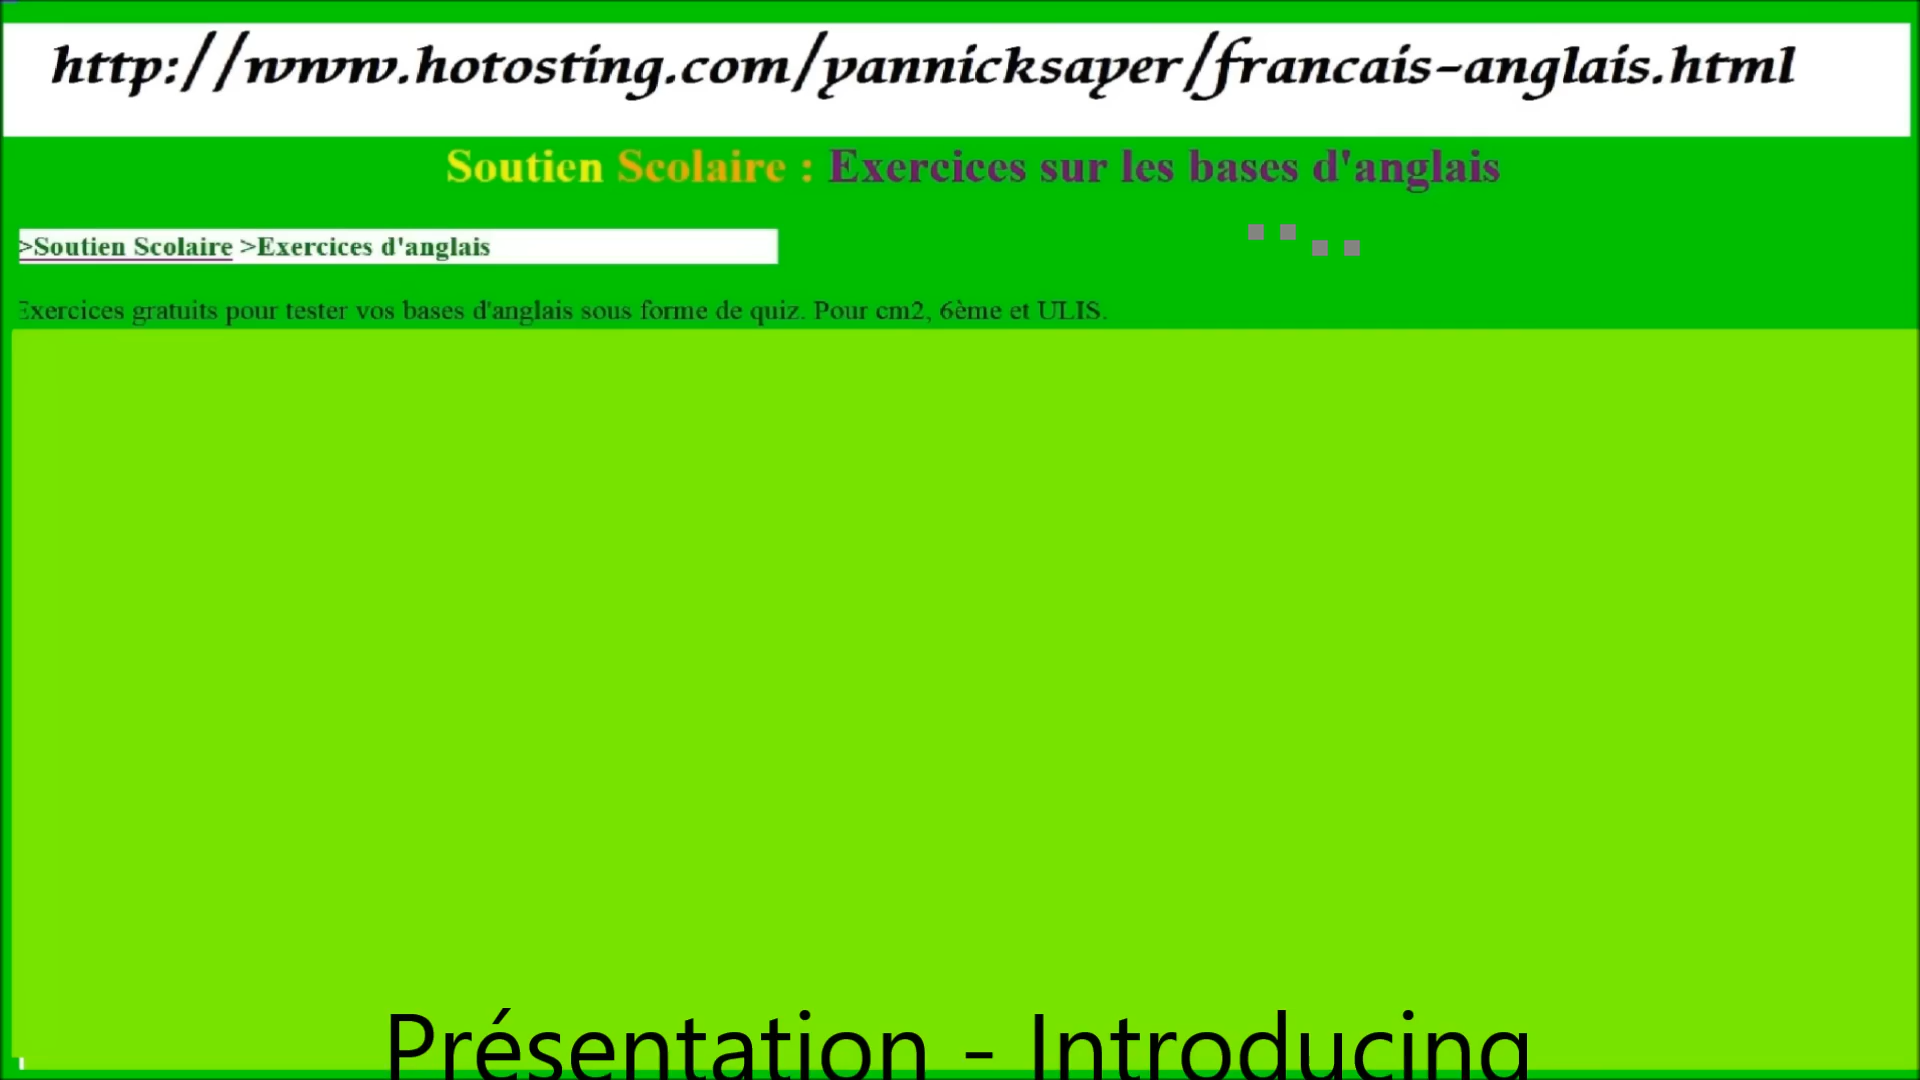 http://www.hotosting.com/yannicksayer/francais-anglais.html
Soutien Scolaire : Exercices sur les bases d'anglais
>Soutien Scolaire >Exercices d'anglais
Exercices gratuits pour tester vos bases d'anglais sous forme de quiz. Pour cm2, 6ème et ULIS.
Présentation - Introducing